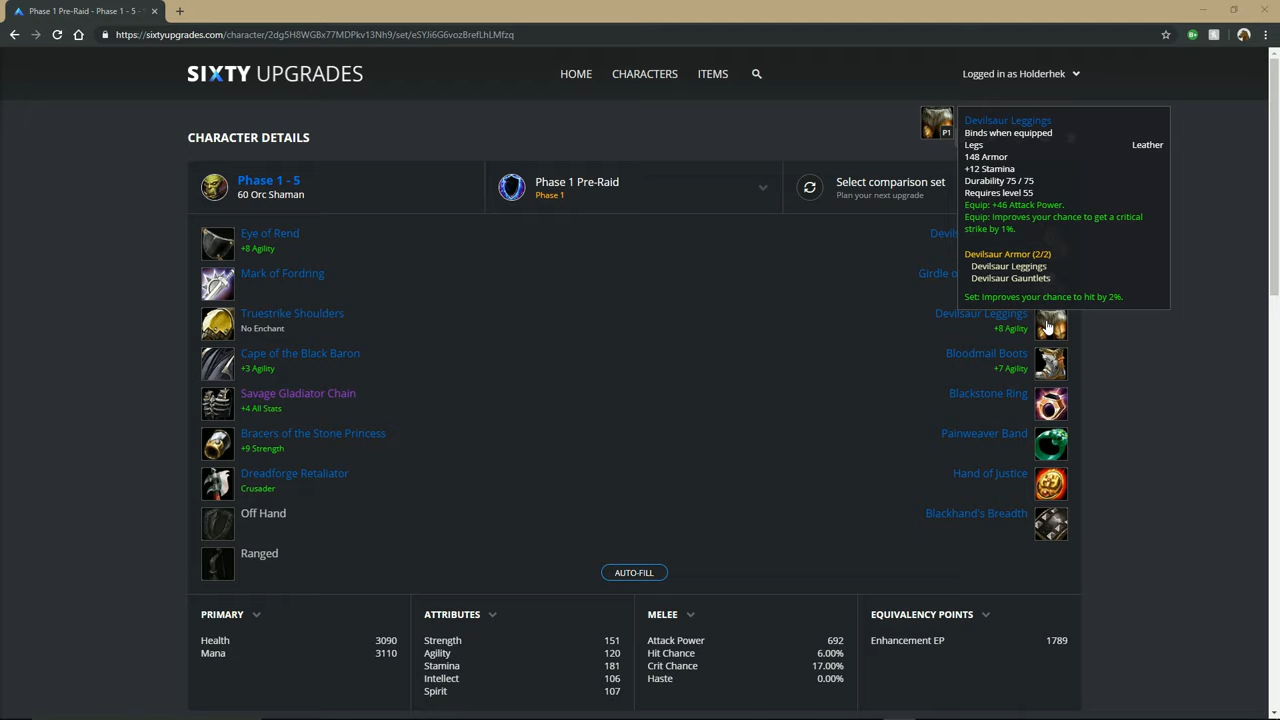 Phase 1 Pre-Raid - Phase 1 - 5 -
https://sixtyupgrades.com/character/2dg5H8WGBx77MDPkv13Nh9/set/eSYJi6G6vozBrefLhLMfzq
SIXTY UPGRADES
HOME
CHARACTERS
ITEMS
Logged in as Holderhek
CHARACTER DETAILS
P1
Devilsaur Leggings
Binds when equipped
Legs Leather
148 Armor
+12 Stamina
Durability 75 / 75
Requires level 55
Equip: +46 Attack Power.
Equip: Improves your chance to get a critical
strike by 1%.
Devilsaur Armor (2/2)
Devilsaur Leggings
Devilsaur Gauntlets
Set: Improves your chance to hit by 2%.
Phase 1 - 5
60 Orc Shaman
Phase 1 Pre-Raid
Phase 1
Select comparison set
Plan your next upgrade
Eye of Rend
+8 Agility
Mark of Fordring
Truestrike Shoulders
No Enchant
Cape of the Black Baron
+3 Agility
Savage Gladiator Chain
+4 All Stats
Bracers of the Stone Princess
+9 Strength
Dreadforge Retaliator
Crusader
Off Hand
Ranged
Devils
Girdle o
Devilsaur Leggings
+8 Agility
Bloodmail Boots
+7 Agility
Blackstone Ring
Painweaver Band
Hand of Justice
Blackhand's Breadth
AUTO-FILL
PRIMARY
Health 3090
Mana 3110
ATTRIBUTES
Strength 151
Agility 120
Stamina 181
Intellect 106
Spirit 107
MELEE
Attack Power 692
Hit Chance 6.00%
Crit Chance 17.00%
Haste 0.00%
EQUIVALENCY POINTS
Enhancement EP 1789